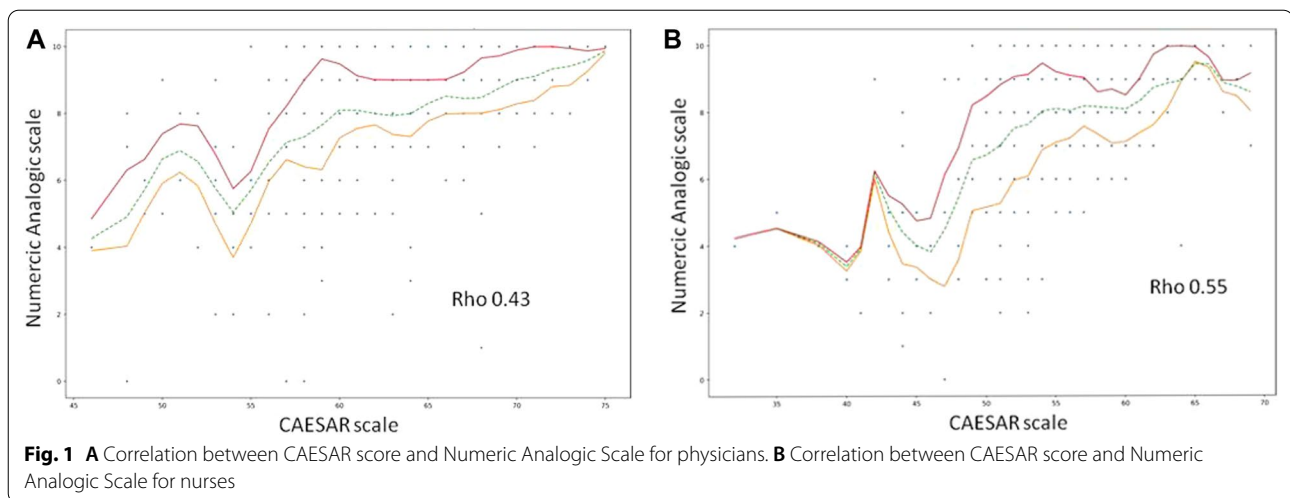 A
Numercic Analogic scale
10
8
6
4
2
0
Rho 0.43
45 50 55 60 65 70 75
CAESAR scale
B
Numercic Analogic scale
10
8
6
4
2
0
Rho 0.55
35 40 45 50 55 60 65 70
CAESAR scale
Fig. 1 A Correlation between CAESAR score and Numeric Analogic Scale for physicians. B Correlation between CAESAR score and Numeric
Analogic Scale for nurses